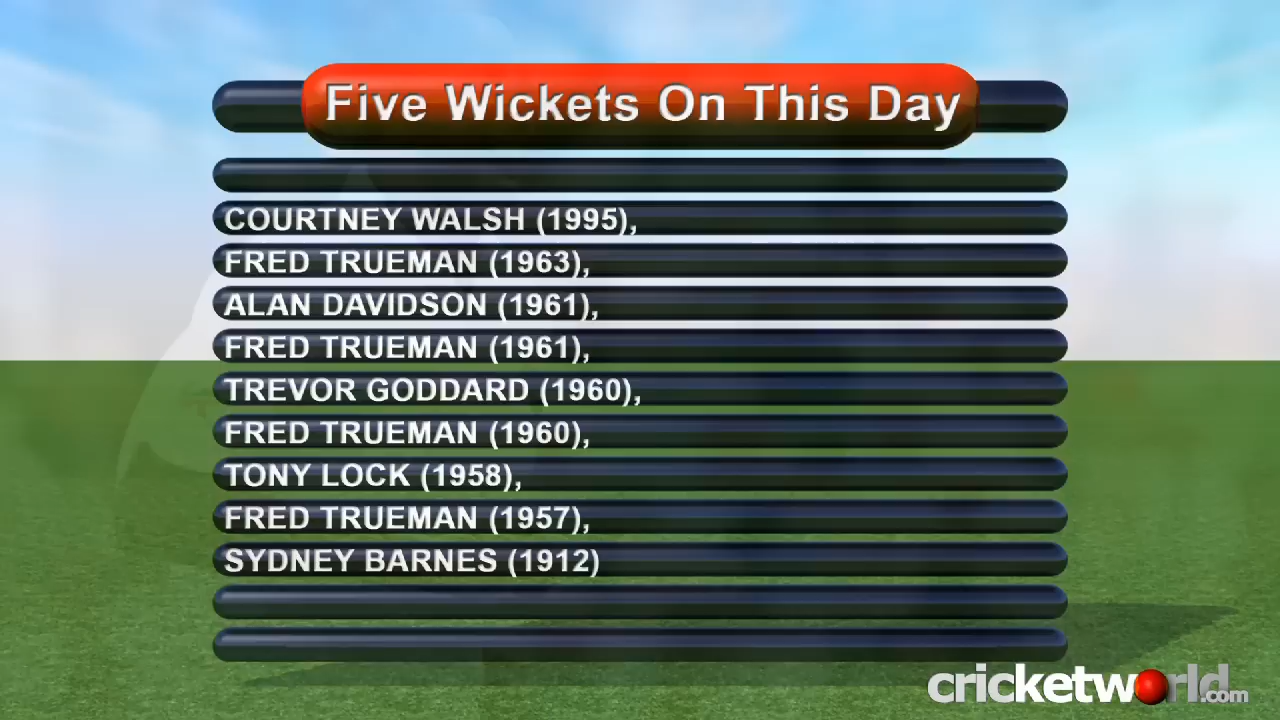 Five Wickets On This Day
COURTNEY WALSH (1995),
FRED TRUEMAN (1963),
ALAN DAVIDSON (1961),
FRED TRUEMAN (1961),
TREVOR GODDARD (1960),
FRED TRUEMAN (1960),
TONY LOCK (1958),
FRED TRUEMAN (1957),
SYDNEY BARNES (1912)
cricketworld.com